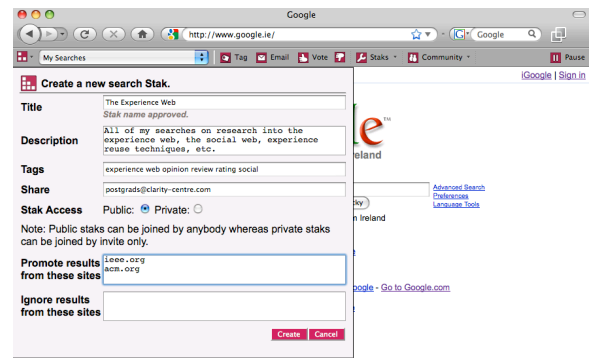 Google
http://www.google.ie/
Google
My Searches
Tag
Email
Vote
Staks
Community
Pause
iGoogle | Sign in
Create a new search Stak.
Title
The Experience Web
Stak name approved.
Description
All of my searches on research into the
experience web, the social web, experience
reuse techniques, etc.
le™
reland
Tags
experience web opinion review rating social
Share
postgrads@clarity-centre.com
Advanced Search
Preferences
Language Tools
cky)
Stak Access
Public:
Private:
m Ireland
Note: Public staks can be joined by anybody whereas private staks
can be joined by invite only.
Promote results
from these sites
ieee.org
acm.org
oogle - Go to Google.com
Ignore results
from these sites
Create
Cancel